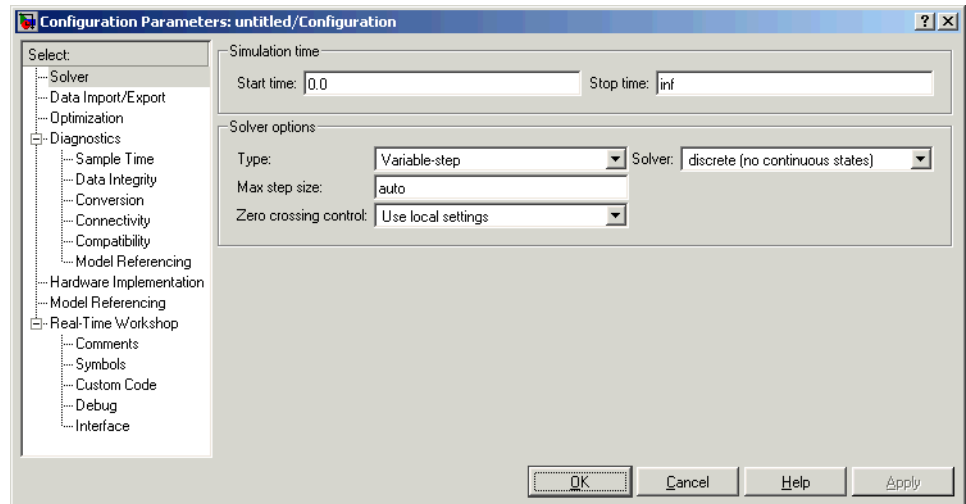 Configuration Parameters: untitled/Configuration
Select:
Solver
Data Import/Export
Optimization
Diagnostics
Sample Time
Data Integrity
Conversion
Connectivity
Compatibility
Model Referencing
Hardware Implementation
Model Referencing
Real-Time Workshop
Comments
Symbols
Custom Code
Debug
Interface
Simulation time
Start time: 0.0 Stop time: inf
Solver options
Type: Variable-step Solver: discrete (no continuous states)
Max step size: auto
Zero crossing control: Use local settings
OK Cancel Help Apply